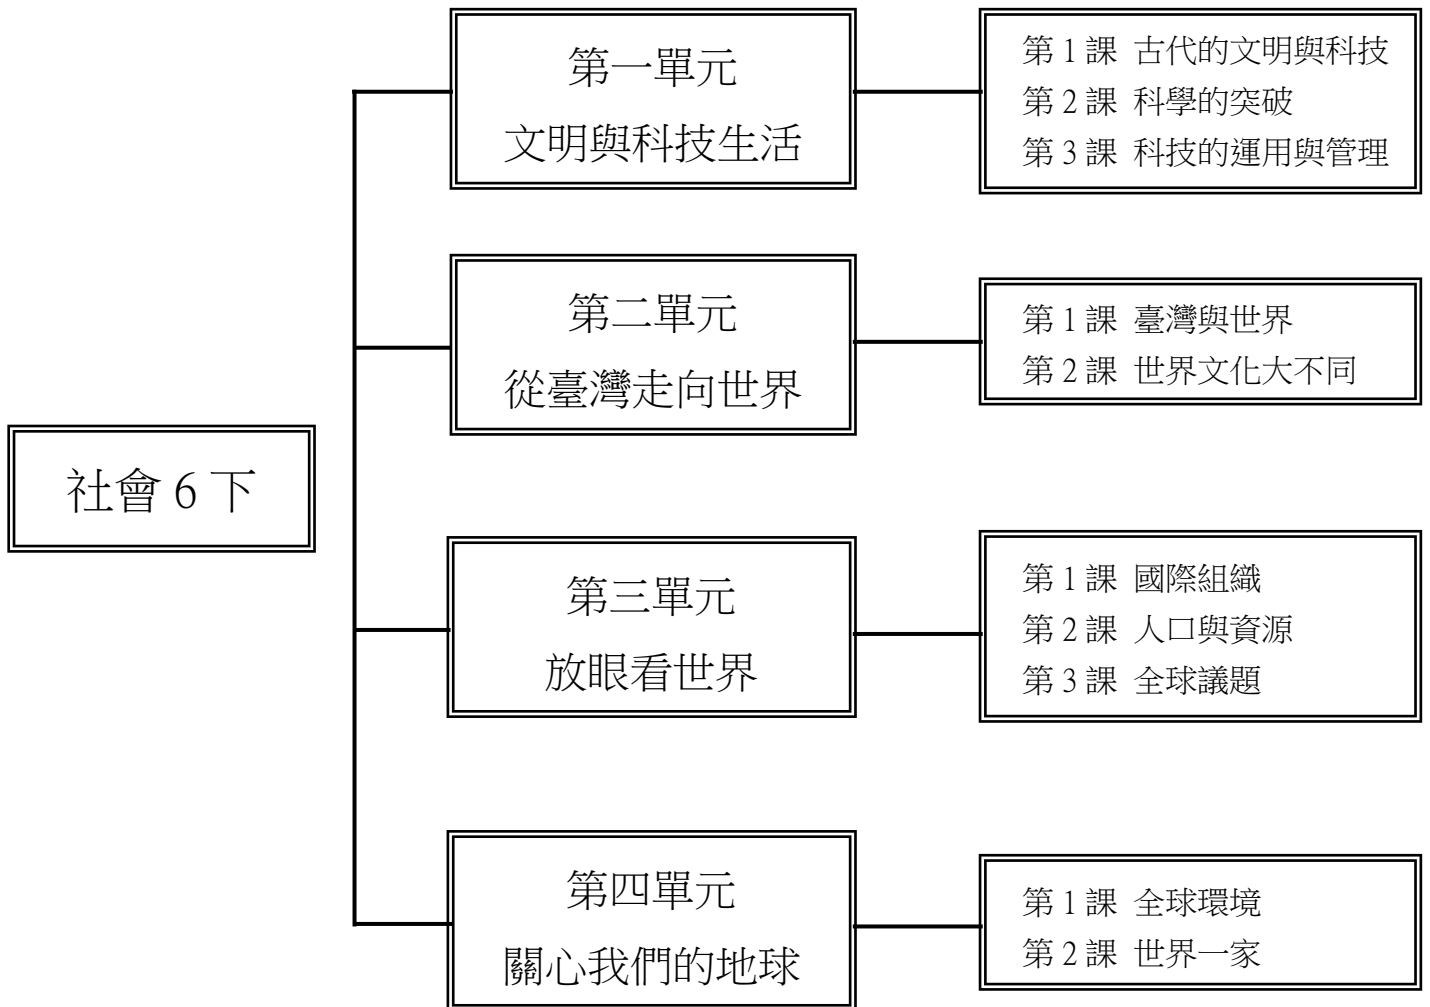 社會 6 下
第一單元
文明與科技生活
第 1 課 古代的文明與科技
第 2 課 科學的突破
第 3 課 科技的運用與管理
第二單元
從臺灣走向世界
第 1 課 臺灣與世界
第 2 課 世界文化大不同
第三單元
放眼看世界
第 1 課 國際組織
第 2 課 人口與資源
第 3 課 全球議題
第四單元
關心我們的地球
第 1 課 全球環境
第 2 課 世界一家